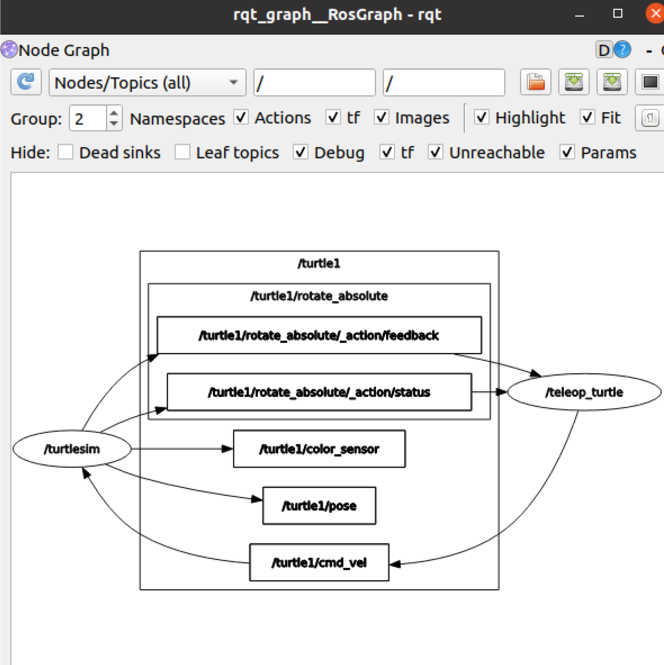 rqt_graph__RosGraph - rqt
Node Graph
D ? -
Nodes/Topics (all) / /
Group: 2 Namespaces Actions tf Images Highlight Fit
Hide: Dead sinks Leaf topics Debug tf Unreachable Params
/turtle1
/turtle1/rotate_absolute
/turtle1/rotate_absolute/_action/feedback
/turtle1/rotate_absolute/_action/status
/teleop_turtle
/turtlesim
/turtle1/color_sensor
/turtle1/pose
/turtle1/cmd_vel